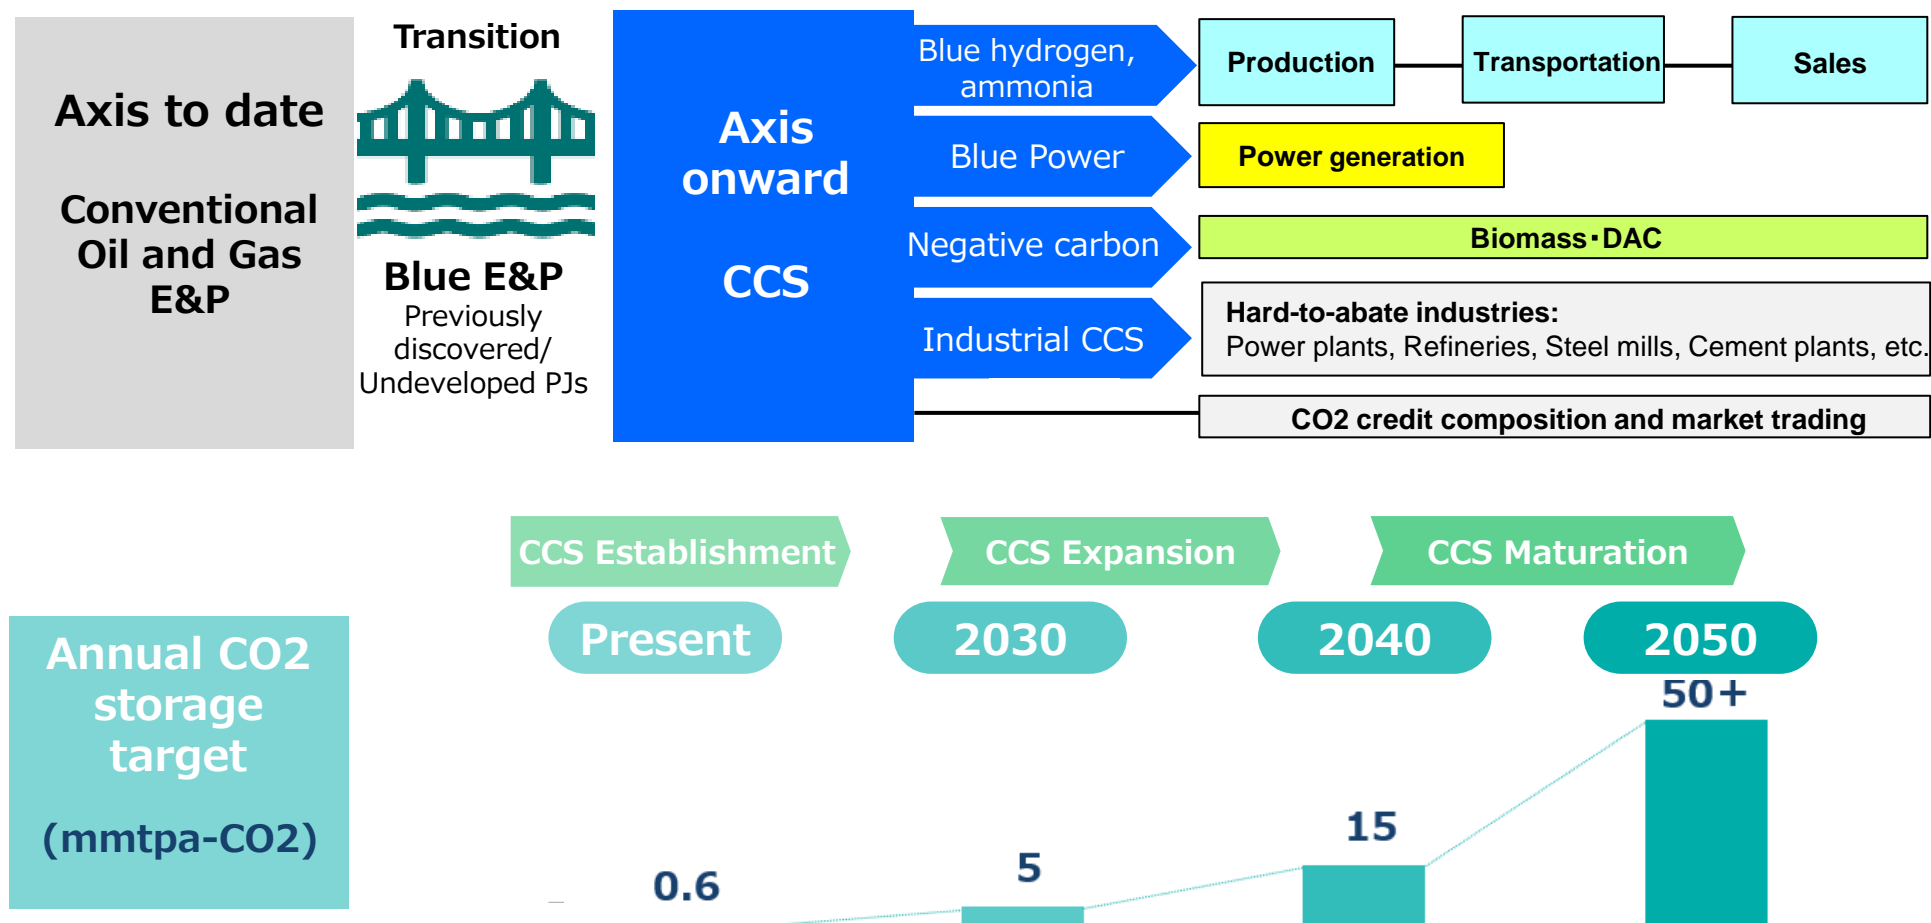 Axis to date
Conventional
Oil and Gas
E&P
Transition
Blue E&P
Previously
discovered/
Undeveloped PJs
Axis
onward
CCS
Blue hydrogen,
ammonia
Production
Transportation
Sales
Blue Power
Power generation
Negative carbon
Biomass・DAC
Industrial CCS
Hard-to-abate industries:
Power plants, Refineries, Steel mills, Cement plants, etc.
CO2 credit composition and market trading
CCS Establishment
CCS Expansion
CCS Maturation
Present
2030
2040
2050
Annual CO2
storage
target
(mmtpa-CO2)
0.6
5
15
50+